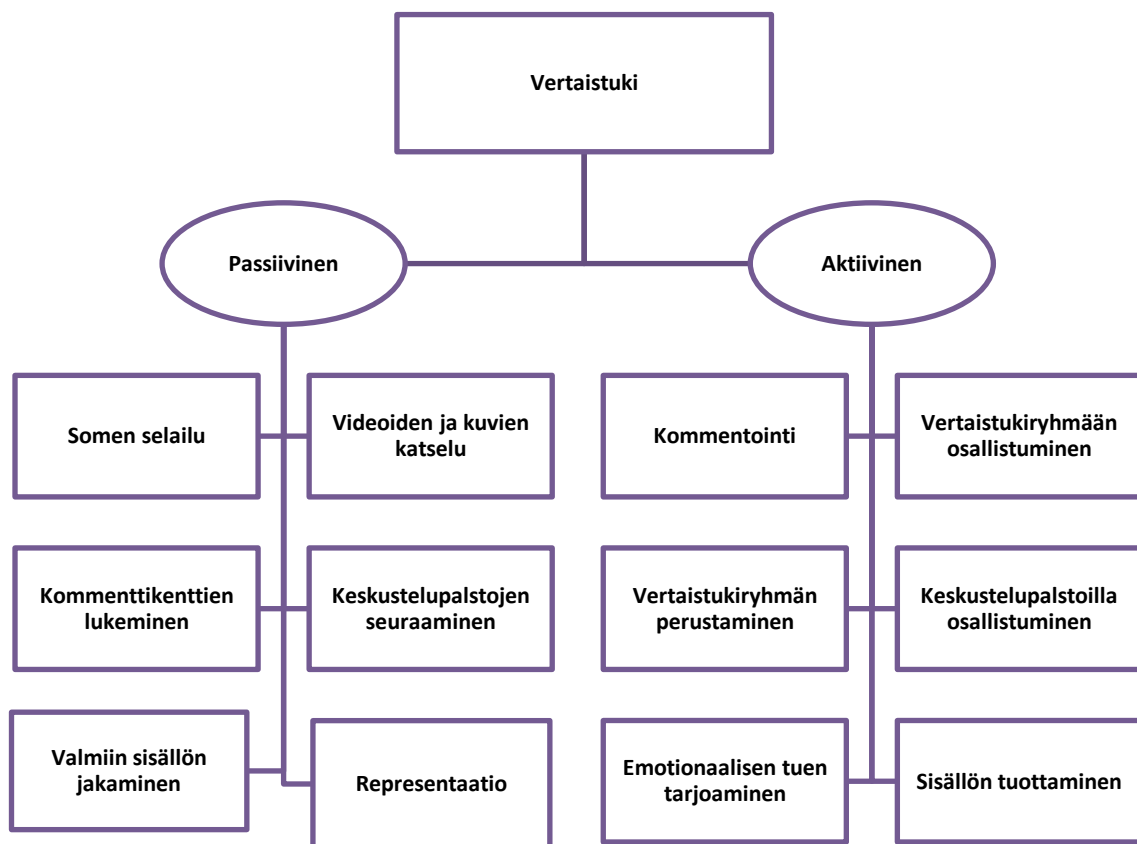 Vertaistuki
Passiivinen
Aktiivinen
Somen selailu
Videoiden ja kuvien
katselu
Kommentointi
Vertaistukiryhmään
osallistuminen
Kommenttikenttien
lukeminen
Keskustelupalstojen
seuraaminen
Vertaistukiryhmän
perustaminen
Keskustelupalstoilla
osallistuminen
Valmiin sisällön
jakaminen
Representaatio
Emotionaalisen tuen
tarjoaminen
Sisällön tuottaminen